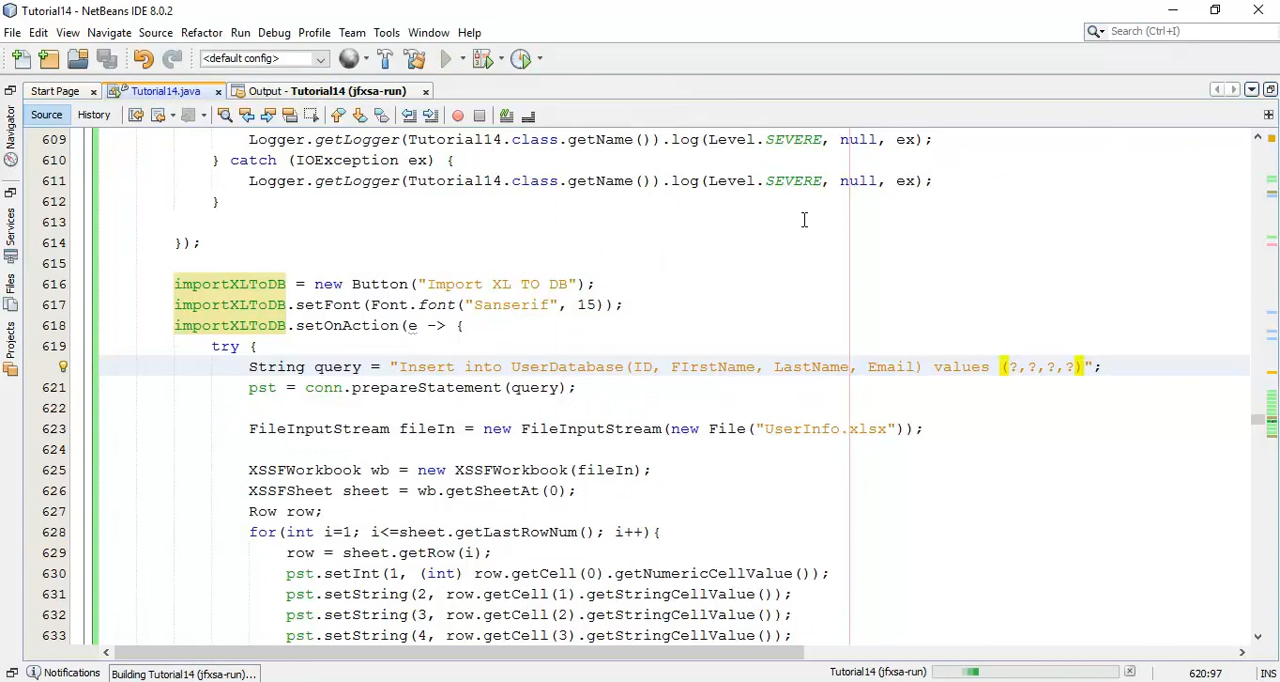 Tutorial14 - NetBeans IDE 8.0.2
File Edit View Navigate Source Refactor Run Debug Profile Team Tools Window Help
Search (Ctrl+I)
<default config>
Start Page Tutorial14.java Output - Tutorial14 (jfxsa-run)
Source History
Navigator
Services
Files
Projects
609 Logger.getLogger(Tutorial14.class.getName()).log(Level.SEVERE, null, ex);
610 } catch (IOException ex) {
611 Logger.getLogger(Tutorial14.class.getName()).log(Level.SEVERE, null, ex);
612 }
613
614 });
615
616 importXLToDB = new Button("Import XL TO DB");
617 importXLToDB.setFont(Font.font("Sanserif", 15));
618 importXLToDB.setOnAction(e -> {
619 try {
String query = "Insert into UserDatabase(ID, FIrstName, LastName, Email) values (?,?,?,?)";
621 pst = conn.prepareStatement(query);
622
623 FileInputStream fileIn = new FileInputStream(new File("UserInfo.xlsx"));
624
625 XSSFWorkbook wb = new XSSFWorkbook(fileIn);
626 XSSFSheet sheet = wb.getSheetAt(0);
627 Row row;
628 for(int i=1; i<=sheet.getLastRowNum(); i++){
629 row = sheet.getRow(i);
630 pst.setInt(1, (int) row.getCell(0).getNumericCellValue());
631 pst.setString(2, row.getCell(1).getStringCellValue());
632 pst.setString(3, row.getCell(2).getStringCellValue());
633 pst.setString(4, row.getCell(3).getStringCellValue());
Notifications Building Tutorial14 (jfxsa-run)... Tutorial14 (jfxsa-run) 620:97 INS